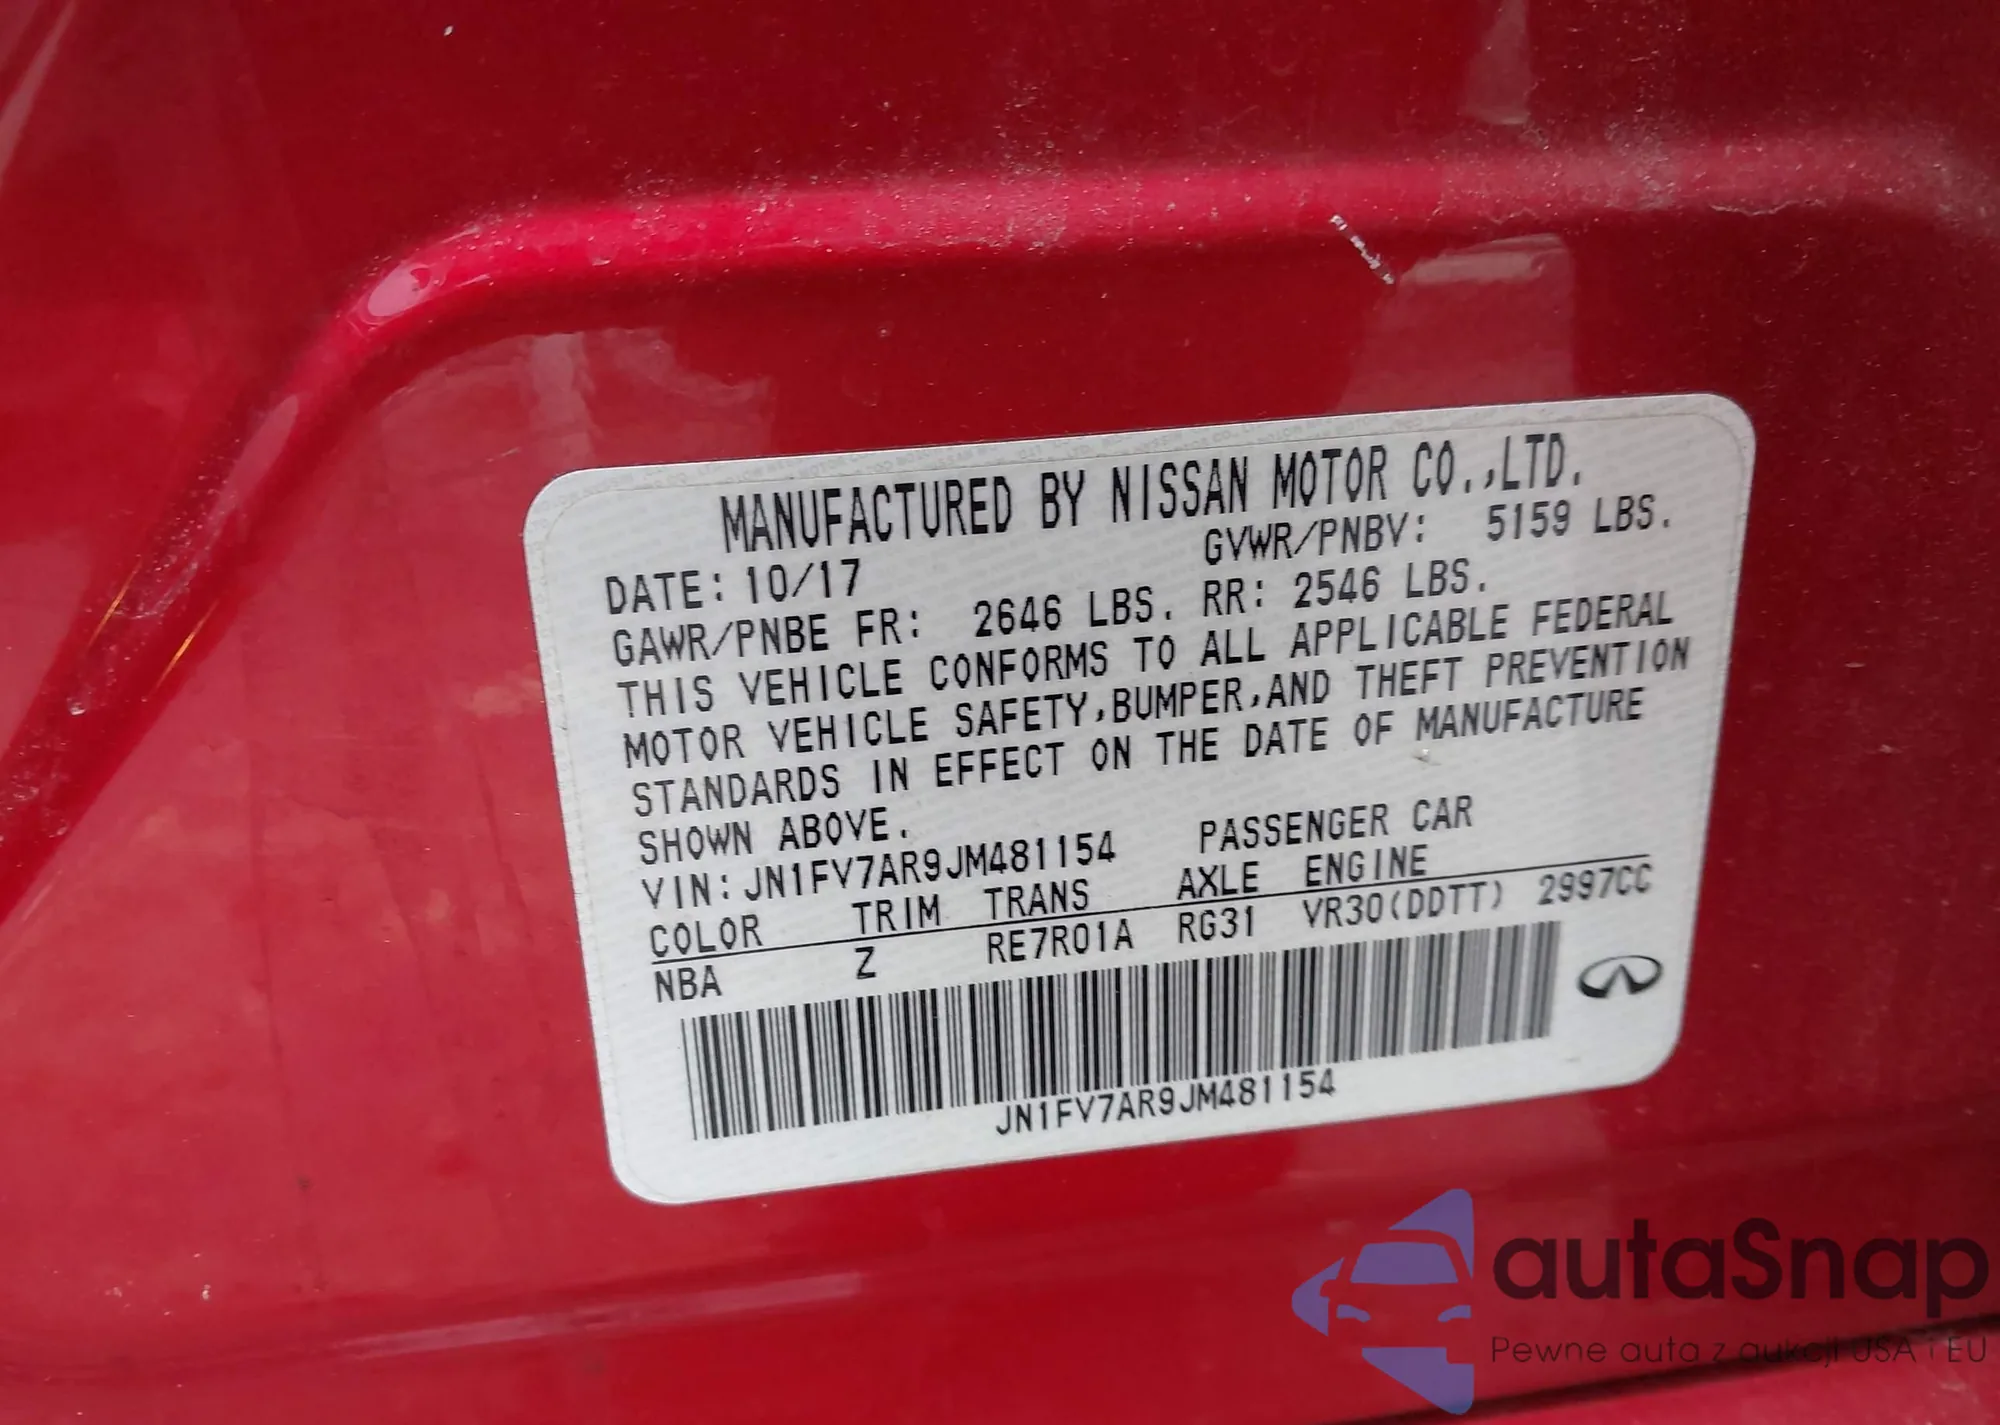 MANUFACTURED BY NISSAN MOTOR CO.,LTD.
DATE: 10/17 GVWR/PNBV: 5159 LBS.
GAWR/PNBE FR: 2646 LBS. RR: 2546 LBS.
THIS VEHICLE CONFORMS TO ALL APPLICABLE FEDERAL
MOTOR VEHICLE SAFETY,BUMPER,AND THEFT PREVENTION
STANDARDS IN EFFECT ON THE DATE OF MANUFACTURE
SHOWN ABOVE.
VIN:JN1FV7AR9JM481154 PASSENGER CAR
COLOR TRIM TRANS AXLE ENGINE
NBA Z RE7R01A RG31 VR30(DDTT) 2997CC
JN1FV7AR9JM481154
autaSnap
Pewne auta z aukcji USA i EU